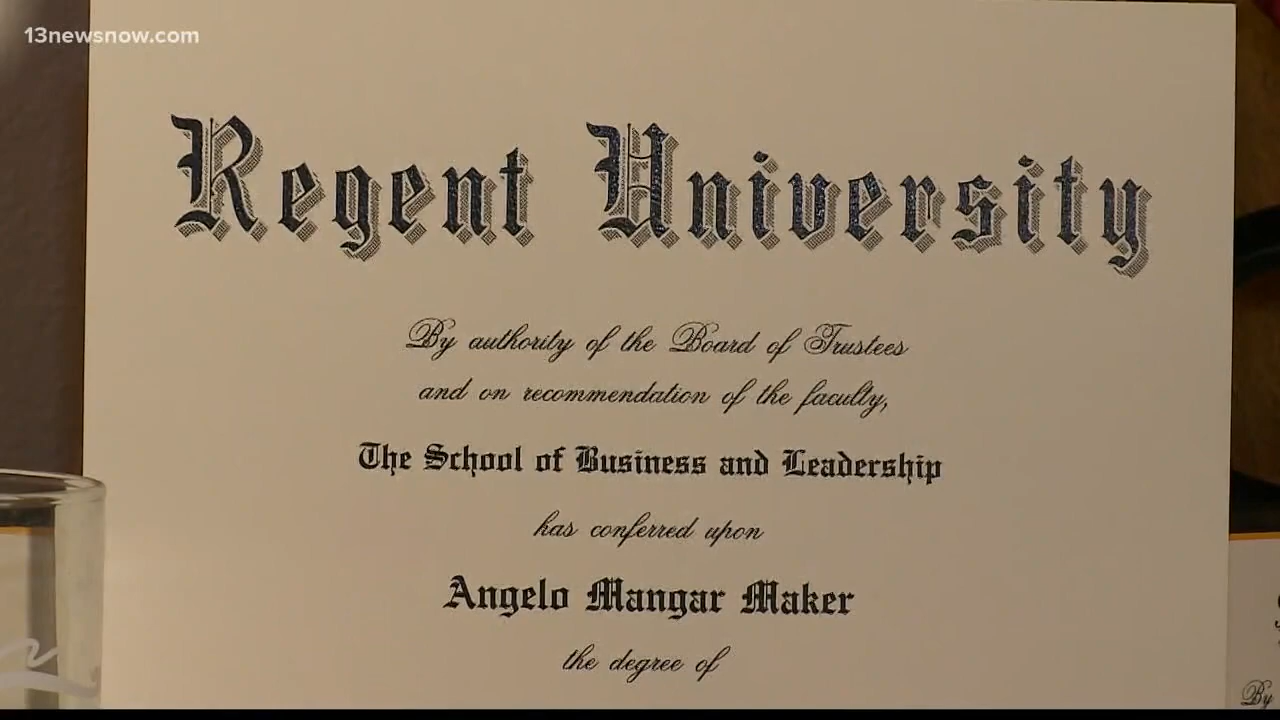 13newsnow.com
Regent University
By authority of the Board of Trustees
and on recommendation of the faculty,
The School of Business and Leadership
has conferred upon
Angelo Mangar Maker
the degree of
By